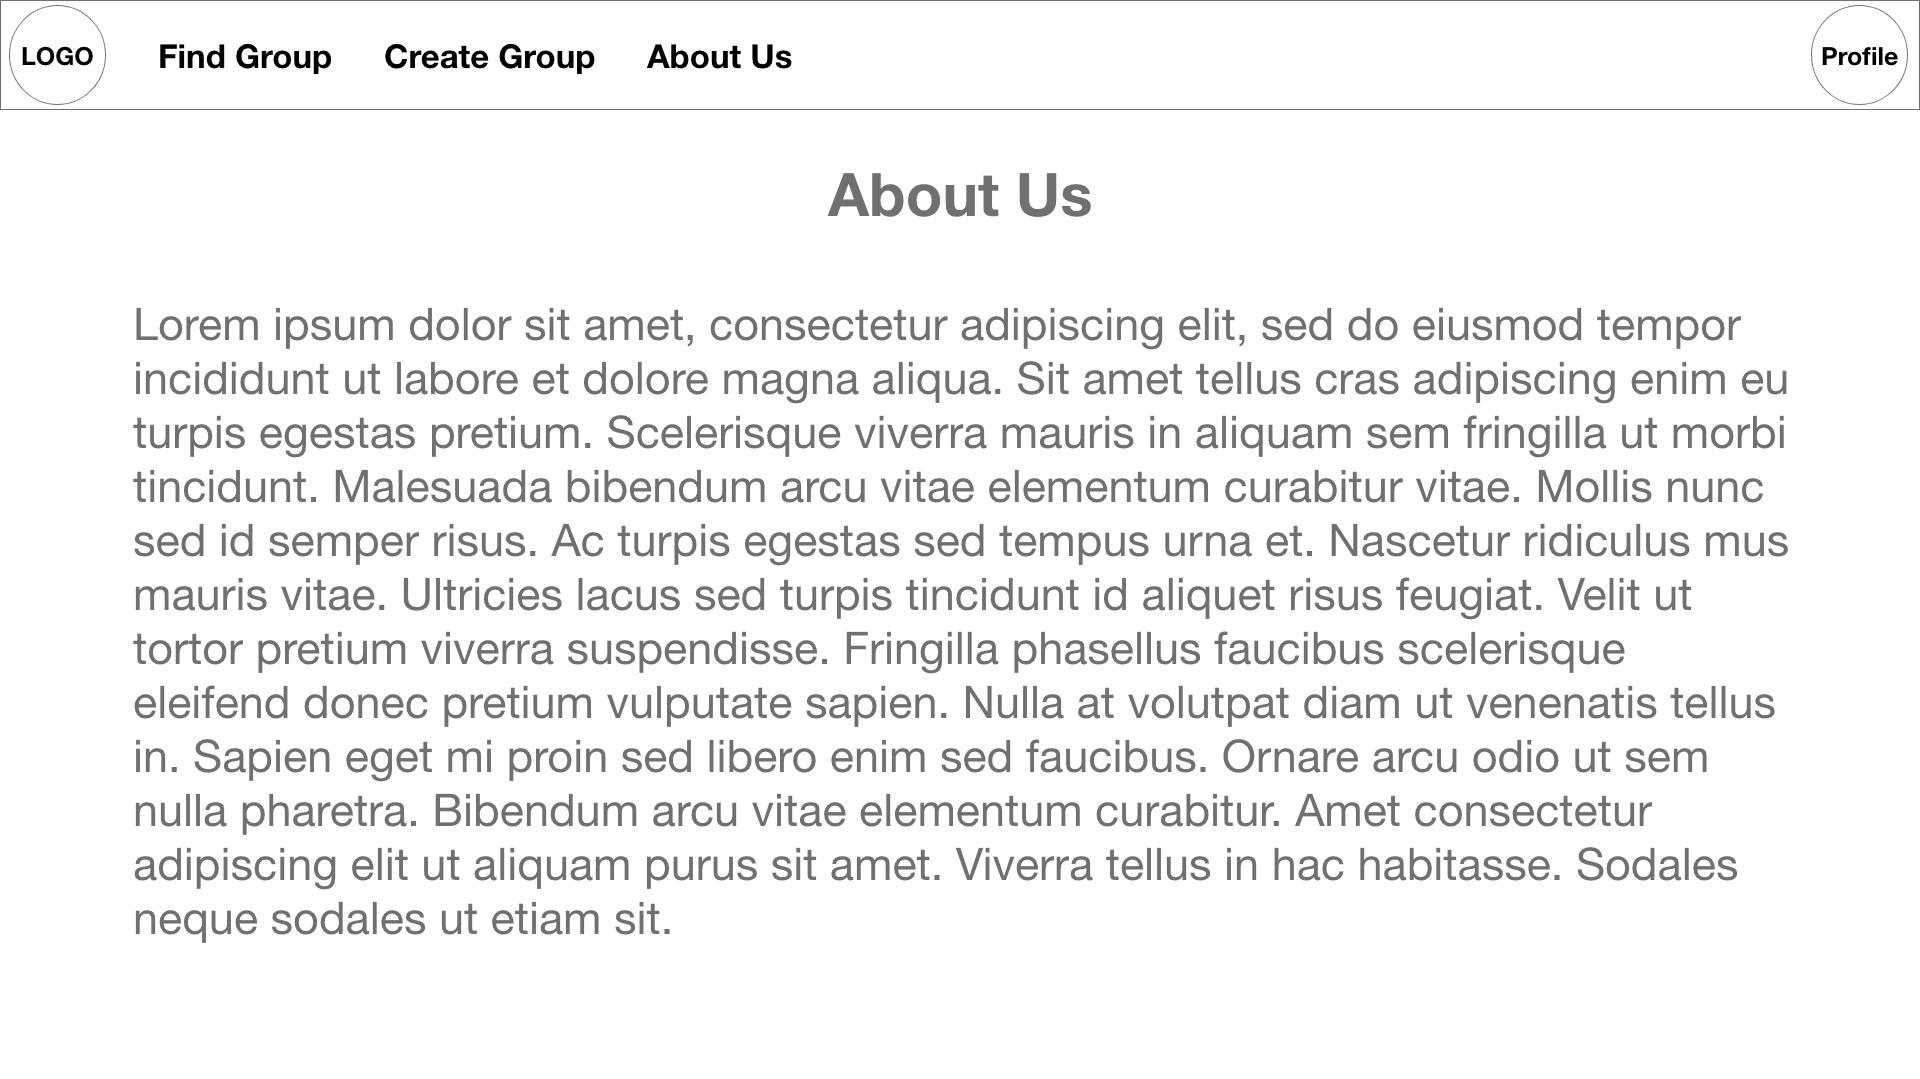 LOGO Find Group Create Group About Us Profile
About Us
Lorem ipsum dolor sit amet, consectetur adipiscing elit, sed do eiusmod tempor
incididunt ut labore et dolore magna aliqua. Sit amet tellus cras adipiscing enim eu
turpis egestas pretium. Scelerisque viverra mauris in aliquam sem fringilla ut morbi
tincidunt. Malesuada bibendum arcu vitae elementum curabitur vitae. Mollis nunc
sed id semper risus. Ac turpis egestas sed tempus urna et. Nascetur ridiculus mus
mauris vitae. Ultricies lacus sed turpis tincidunt id aliquet risus feugiat. Velit ut
tortor pretium viverra suspendisse. Fringilla phasellus faucibus scelerisque
eleifend donec pretium vulputate sapien. Nulla at volutpat diam ut venenatis tellus
in. Sapien eget mi proin sed libero enim sed faucibus. Ornare arcu odio ut sem
nulla pharetra. Bibendum arcu vitae elementum curabitur. Amet consectetur
adipiscing elit ut aliquam purus sit amet. Viverra tellus in hac habitasse. Sodales
neque sodales ut etiam sit.